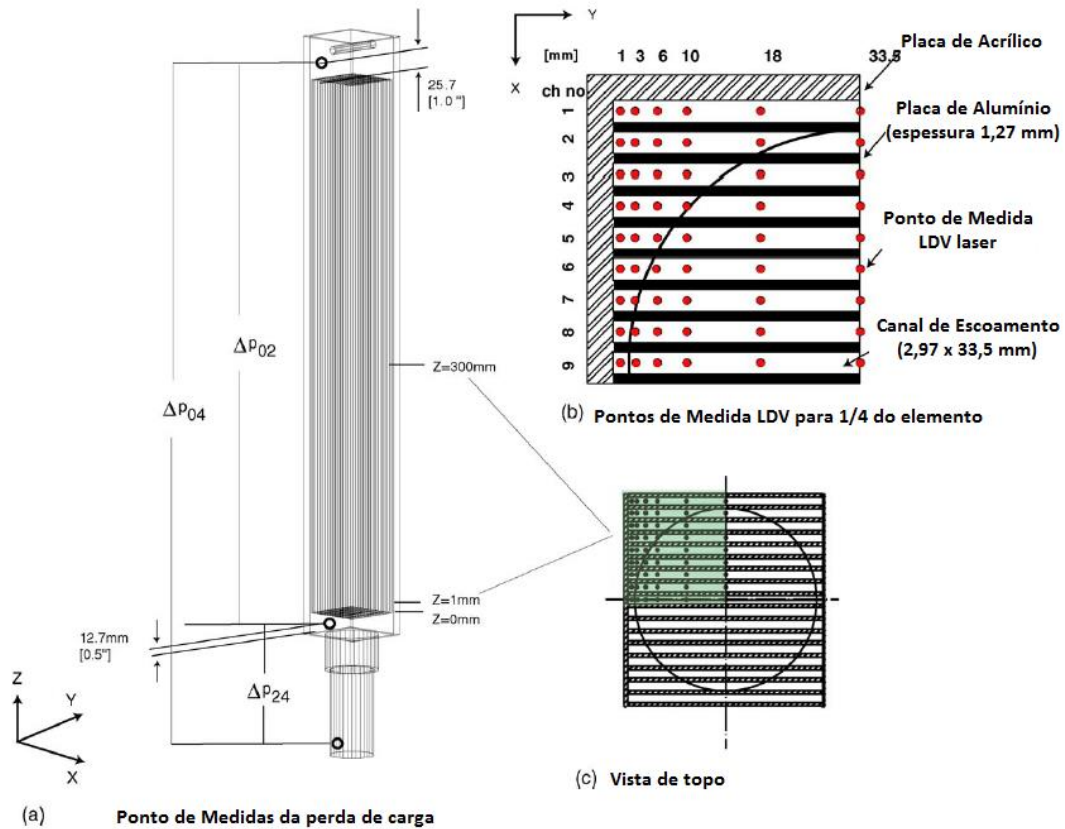 25.7
[1.0"]
Δp02
Δp04
Z=300mm
Z=1mm
Z=0mm
12.7mm
[0.5"]
Δp24
Z
Y
X
(a) Ponto de Medidas da perda de carga
Y
X
[mm] 1 3 6 10 18 33.5
ch no
1
2
3
4
5
6
7
8
9
Placa de Acrílico
Placa de Alumínio
(espessura 1,27 mm)
Ponto de Medida
LDV laser
Canal de Escoamento
(2,97 x 33,5 mm)
(b) Pontos de Medida LDV para 1/4 do elemento
(c) Vista de topo